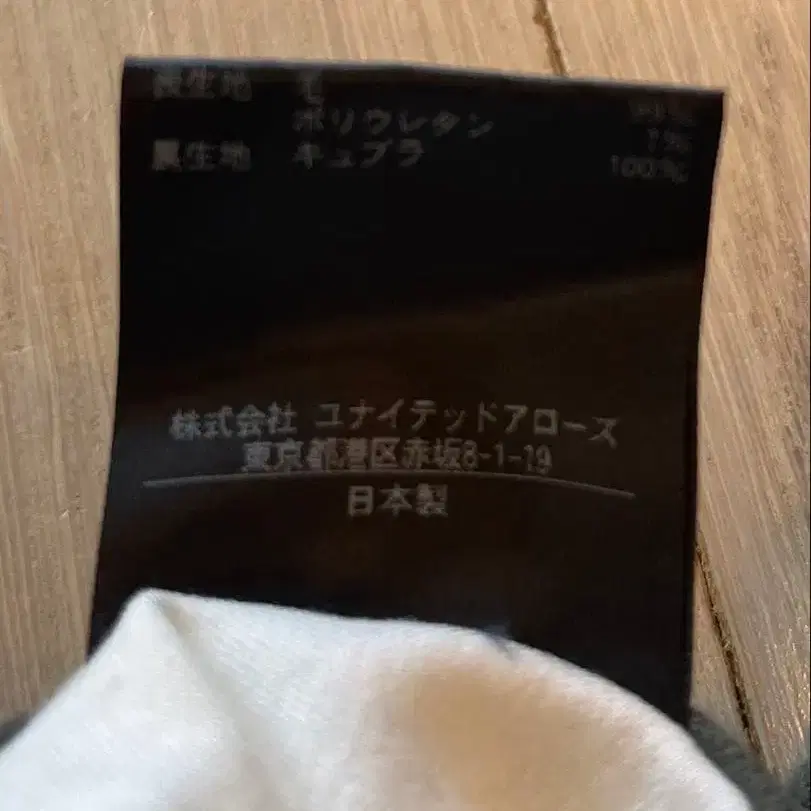 表生地 毛 99%
ポリウレタン 1%
裏生地 キュプラ 100%
株式会社 ユナイテッドアローズ
東京都港区赤坂8-1-19
日本製